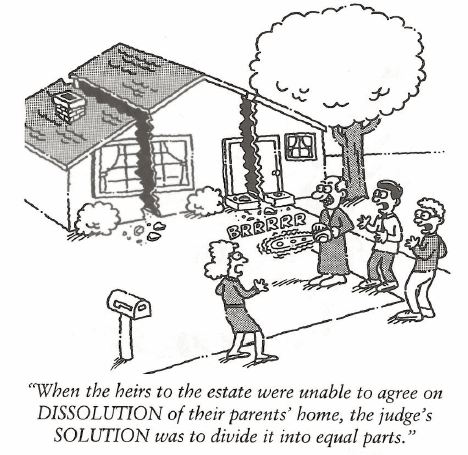 BRRRRR
“When the heirs to the estate were unable to agree on
DISSOLUTION of their parents’ home, the judge’s
SOLUTION was to divide it into equal parts.”